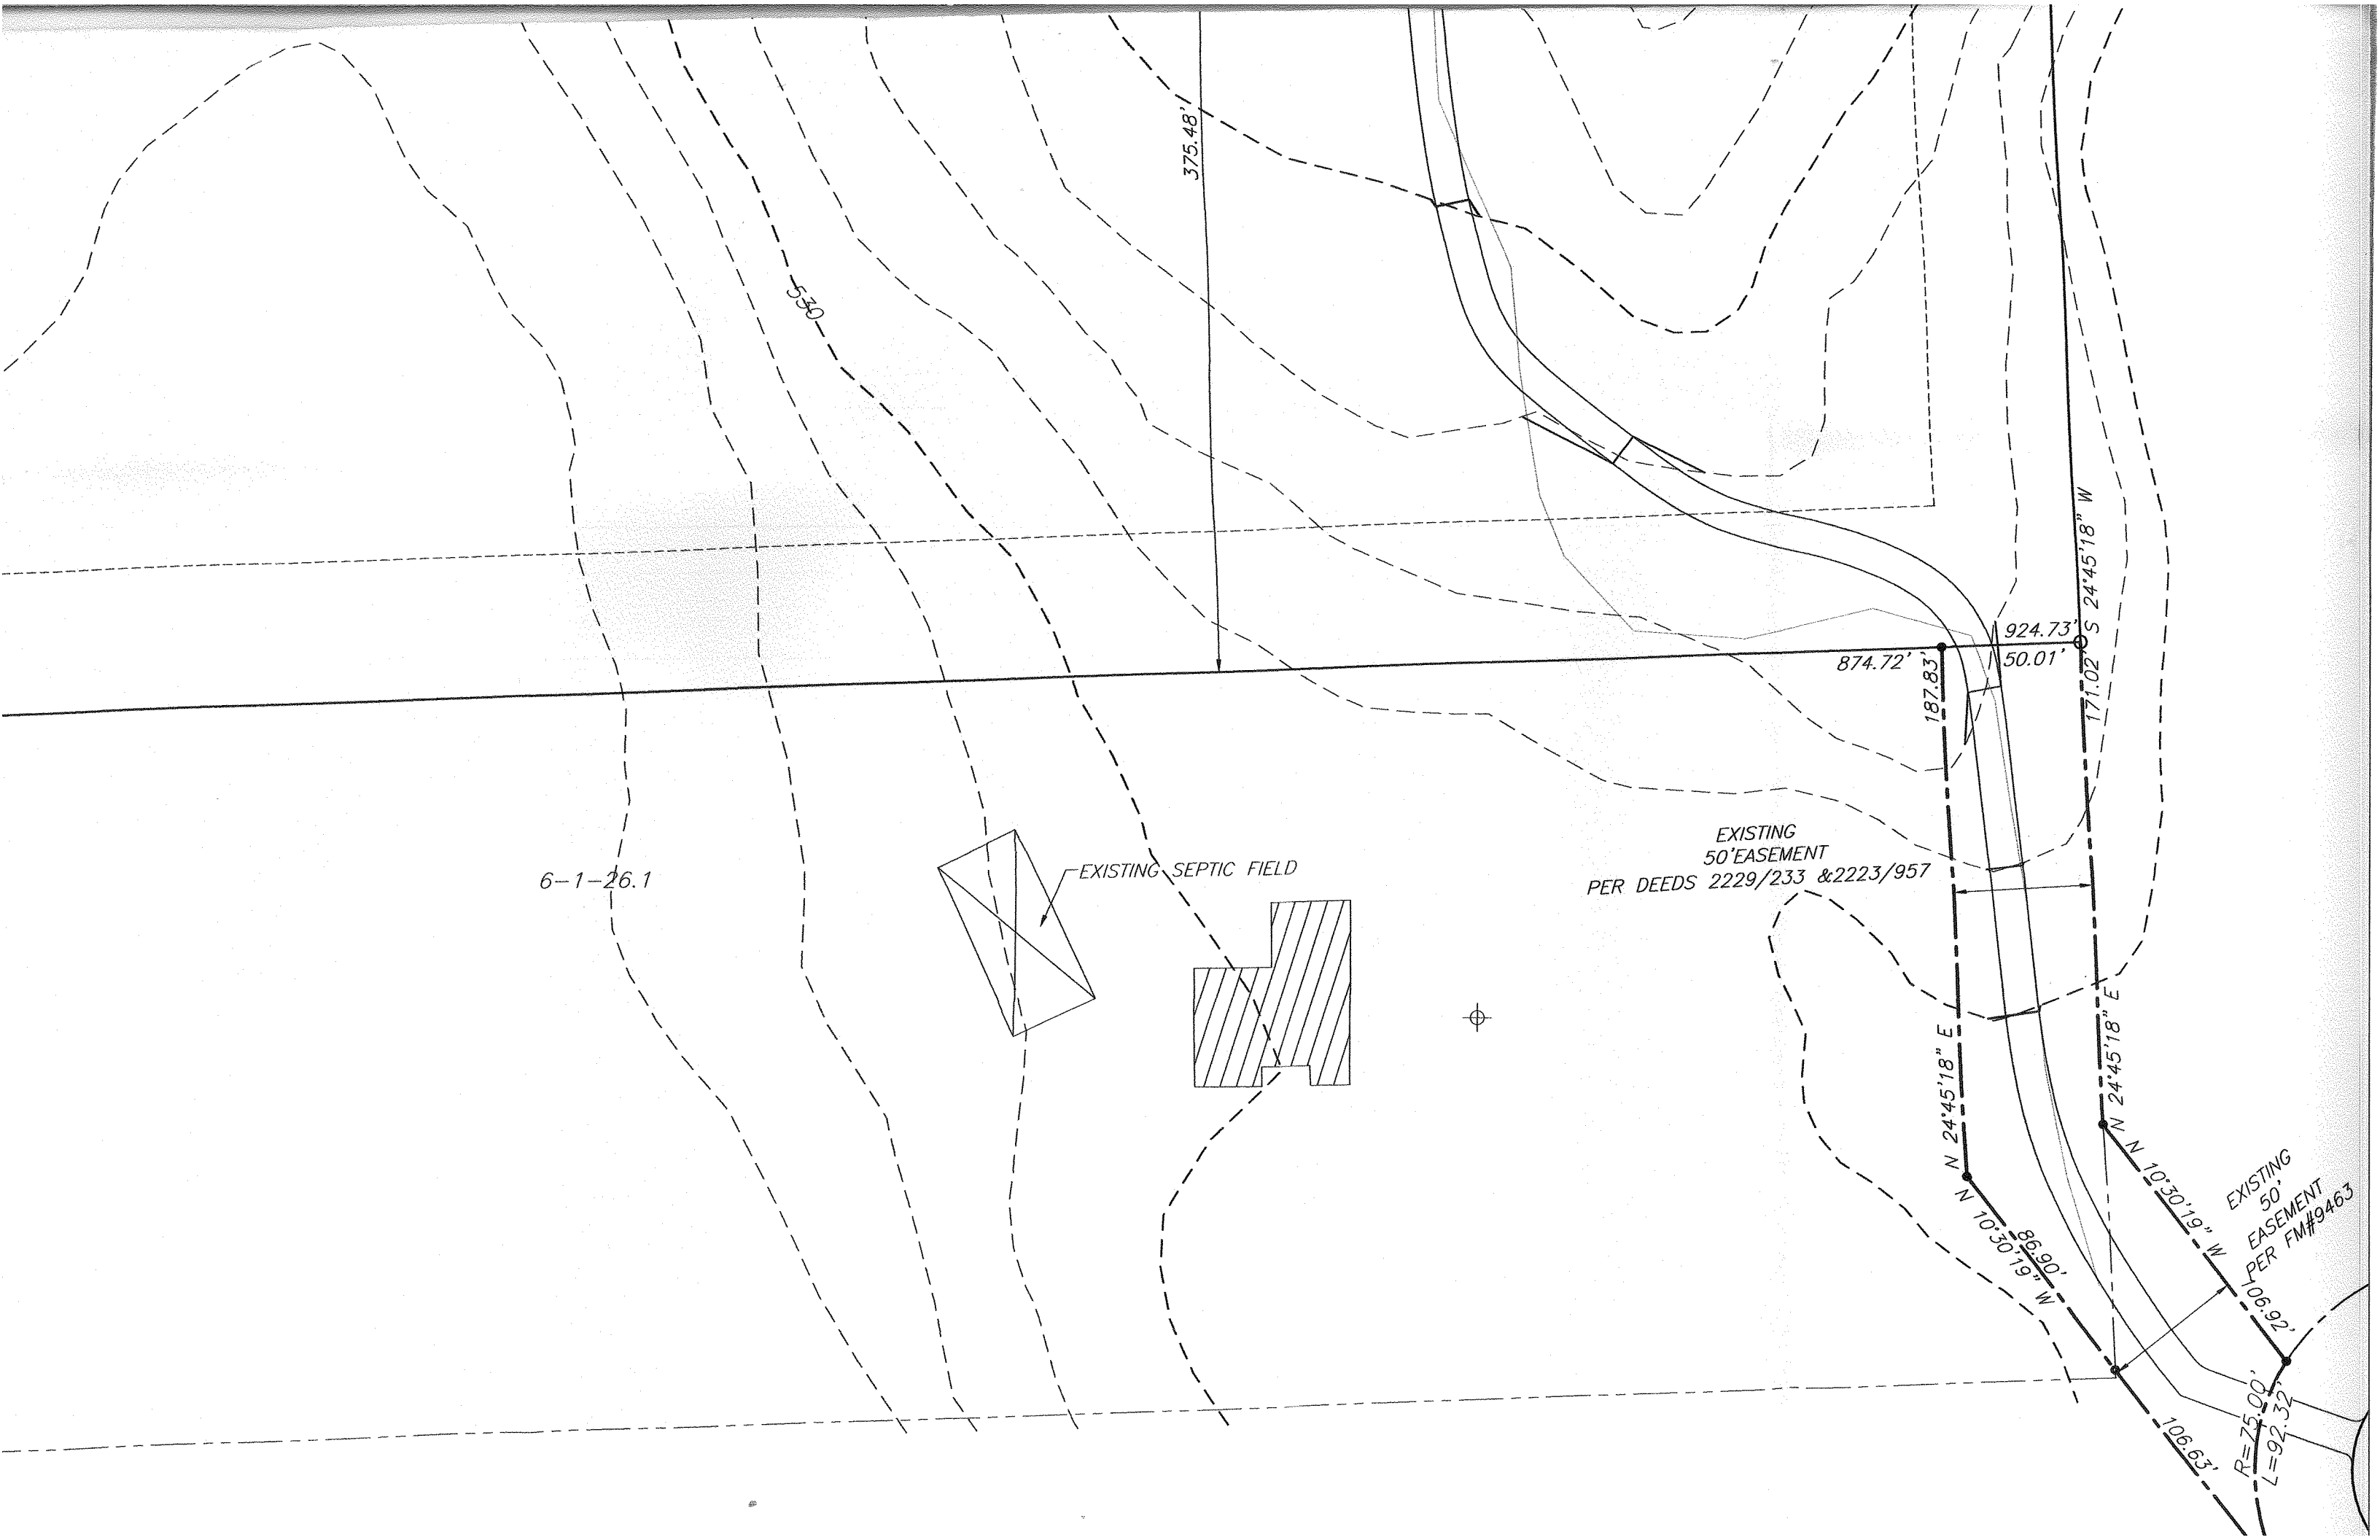 375.48'
530
S 24°45'18" W
924.73'
874.72'
50.01'
187.83'
171.02'
EXISTING
50'EASEMENT
PER DEEDS 2229/233 &2223/957
6-1-26.1
EXISTING SEPTIC FIELD
N 24°45'18" E
N 24°45'18" E
N 10°30'19" W
86.90'
N 10°30'19" W
106.92'
EXISTING
50'
EASEMENT
PER FM#9463
106.63'
R=75.00'
L=92.32'